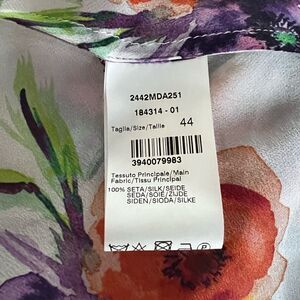 2442MDA251
184314 - 01
Taglia/Size/Taille
44
3940079983
Tessuto Principale/Main
Fabric/Tissu Principal
100% SETA/SILK/SEIDE
SEDA/SOIE/ZIJDE
SIDEN/SIODA/SILKE